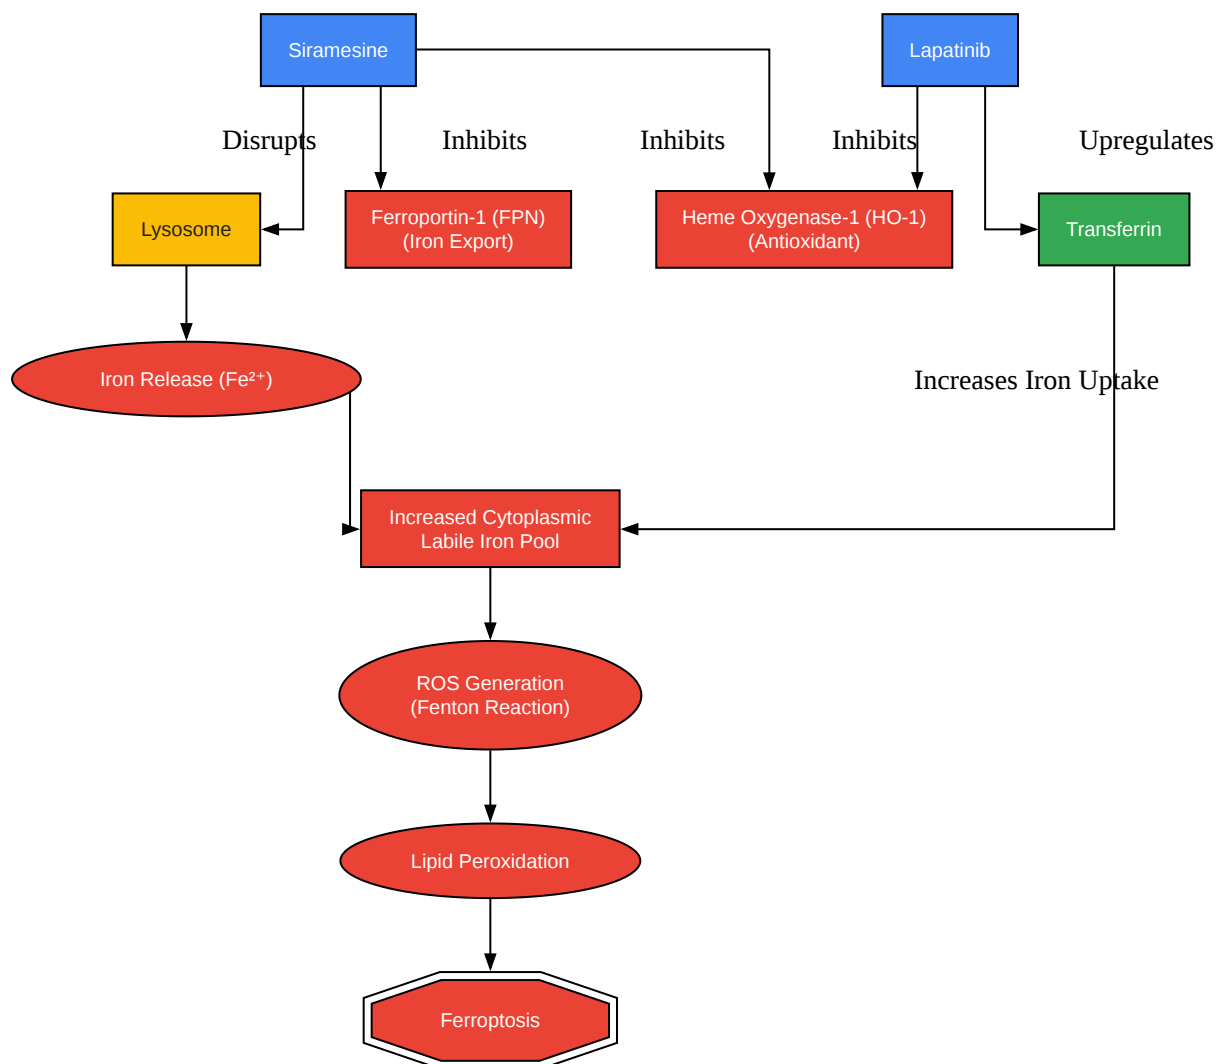 Siramesine
Lapatinib
Disrupts
Inhibits
Inhibits
Inhibits
Upregulates
Lysosome
Ferroportin-1 (FPN)
(Iron Export)
Heme Oxygenase-1 (HO-1)
(Antioxidant)
Transferrin
Iron Release (Fe²⁺)
Increases Iron Uptake
Increased Cytoplasmic
Labile Iron Pool
ROS Generation
(Fenton Reaction)
Lipid Peroxidation
Ferroptosis